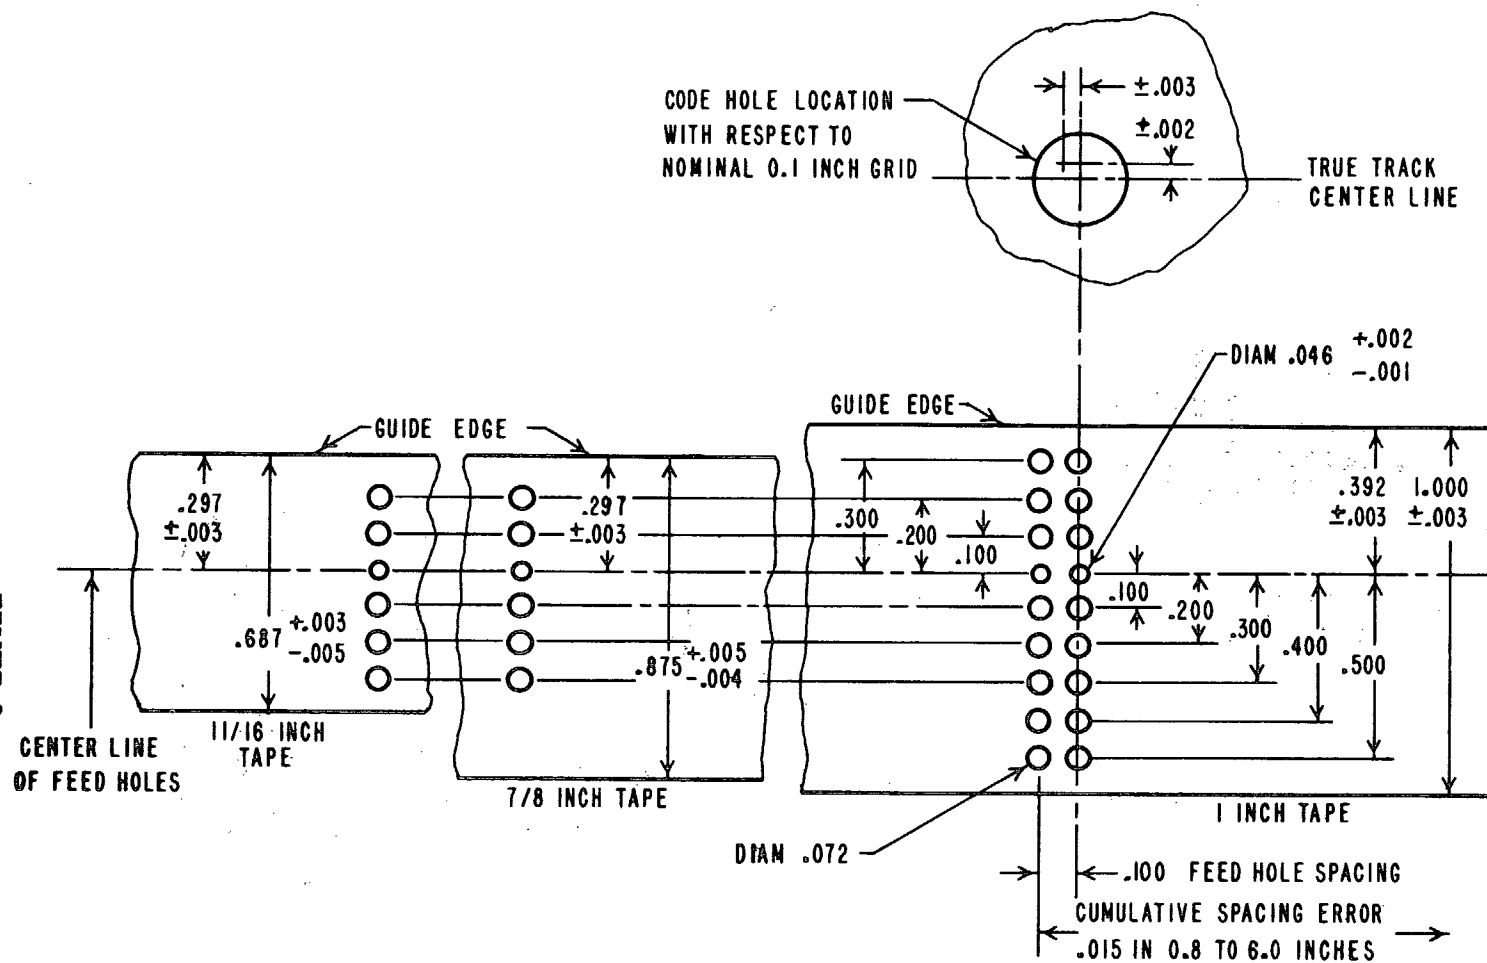 CODE HOLE LOCATION
WITH RESPECT TO
NOMINAL 0.1 INCH GRID
±.003
±.002
TRUE TRACK
CENTER LINE
DIAM .046 +.002
-.001
GUIDE EDGE
GUIDE EDGE
.297
±.003
.297
±.003
.300
.200
.100
.392
±.003
1.000
±.003
.100
.200
.300
.400
.500
.687 +.003
-.005
.875 +.005
-.004
CENTER LINE
OF FEED HOLES
11/16 INCH
TAPE
7/8 INCH TAPE
1 INCH TAPE
DIAM .072
.100 FEED HOLE SPACING
CUMULATIVE SPACING ERROR
.015 IN 0.8 TO 6.0 INCHES